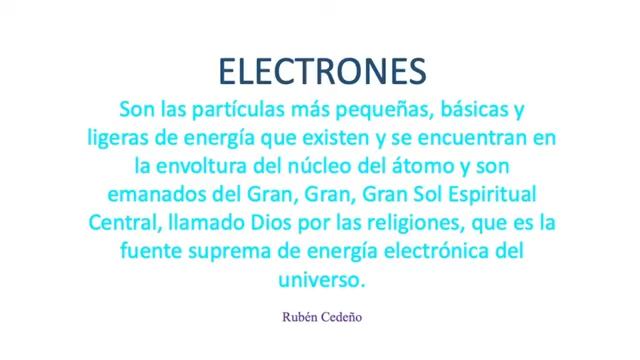 ELECTRONES
Son las partículas más pequeñas, básicas y
ligeras de energía que existen y se encuentran en
la envoltura del núcleo del átomo y son
emanados del Gran, Gran, Gran Sol Espiritual
Central, llamado Dios por las religiones, que es la
fuente suprema de energía electrónica del
universo.
Rubén Cedeño